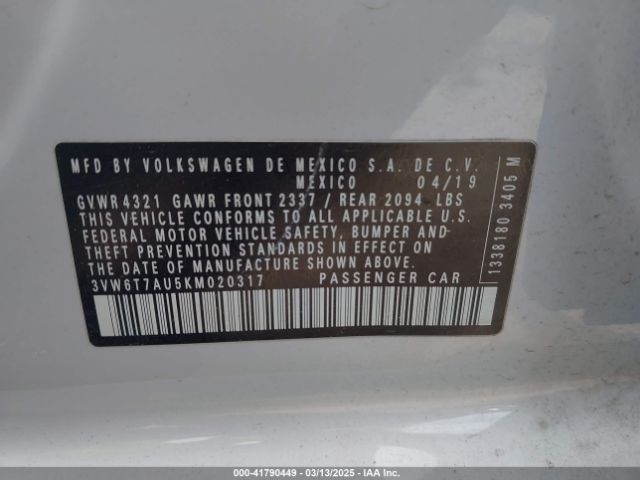 MFD BY VOLKSWAGEN DE MEXICO S.A. DE C.V.
MEXICO 04/19
GVWR 4321 GAWR FRONT 2337 / REAR 2094 LBS
THIS VEHICLE CONFORMS TO ALL APPLICABLE U.S.
FEDERAL MOTOR VEHICLE SAFETY, BUMPER AND
THEFT PREVENTION STANDARDS IN EFFECT ON
THE DATE OF MANUFACTURE SHOWN ABOVE.
3VW6T7AU5KM020317 PASSENGER CAR
1338180 3405 M
000-41790449 - 03/13/2025 - IAAI.COM